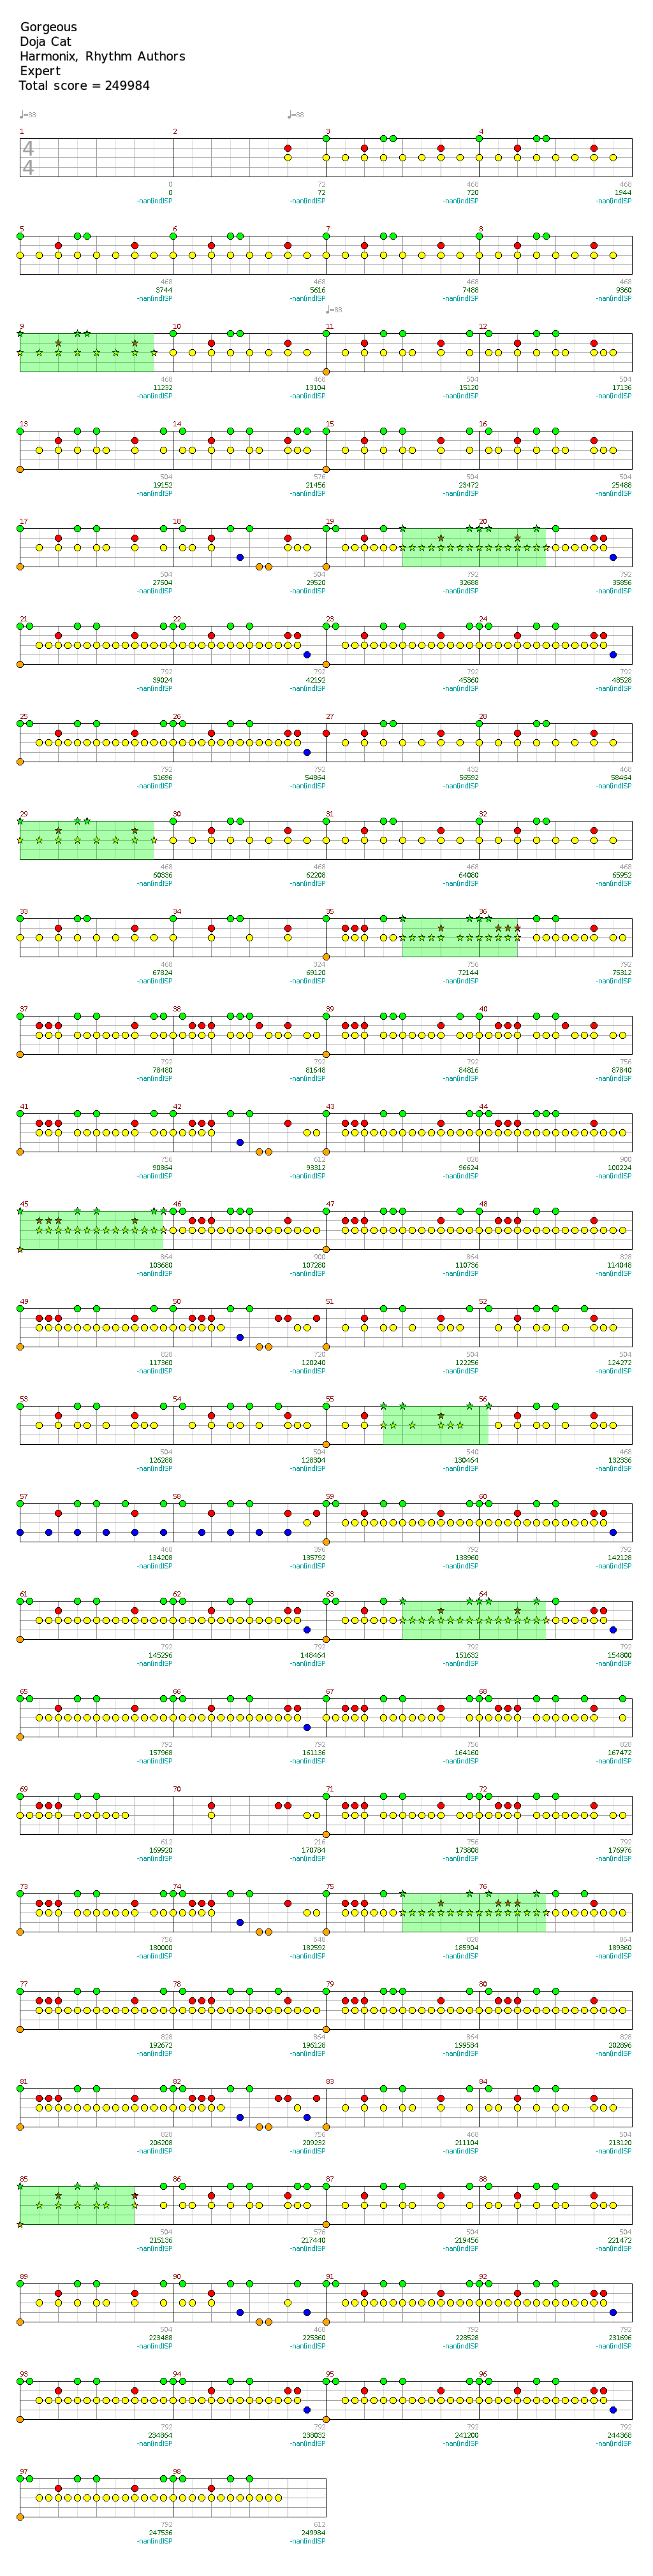 Gorgeous
Doja Cat
Harmonix, Rhythm Authors
Expert
Total score = 249984
♩=88 ♩=88
1 2 3 4
4
4
0 72 468 468
0 72 720 1944
-nan(ind)SP -nan(ind)SP -nan(ind)SP -nan(ind)SP
5 6 7 8
468 468 468 468
3744 5616 7488 9360
-nan(ind)SP -nan(ind)SP -nan(ind)SP -nan(ind)SP
♩=88
9 10 11 12
468 468 504 504
11232 13104 15120 17136
-nan(ind)SP -nan(ind)SP -nan(ind)SP -nan(ind)SP
13 14 15 16
504 576 504 504
19152 21456 23472 25488
-nan(ind)SP -nan(ind)SP -nan(ind)SP -nan(ind)SP
17 18 19 20
504 504 792 792
27504 29520 32688 35856
-nan(ind)SP -nan(ind)SP -nan(ind)SP -nan(ind)SP
21 22 23 24
792 792 792 792
39024 42192 45360 48528
-nan(ind)SP -nan(ind)SP -nan(ind)SP -nan(ind)SP
25 26 27 28
792 792 432 468
51696 54864 56592 58464
-nan(ind)SP -nan(ind)SP -nan(ind)SP -nan(ind)SP
29 30 31 32
468 468 468 468
60336 62208 64080 65952
-nan(ind)SP -nan(ind)SP -nan(ind)SP -nan(ind)SP
33 34 35 36
468 324 756 792
67824 69120 72144 75312
-nan(ind)SP -nan(ind)SP -nan(ind)SP -nan(ind)SP
37 38 39 40
792 792 792 756
78480 81648 84816 87840
-nan(ind)SP -nan(ind)SP -nan(ind)SP -nan(ind)SP
41 42 43 44
756 612 828 900
90864 93312 96624 100224
-nan(ind)SP -nan(ind)SP -nan(ind)SP -nan(ind)SP
45 46 47 48
864 900 864 828
103680 107280 110736 114048
-nan(ind)SP -nan(ind)SP -nan(ind)SP -nan(ind)SP
49 50 51 52
828 720 504 504
117360 120240 122256 124272
-nan(ind)SP -nan(ind)SP -nan(ind)SP -nan(ind)SP
53 54 55 56
504 504 540 468
126288 128304 130464 132336
-nan(ind)SP -nan(ind)SP -nan(ind)SP -nan(ind)SP
57 58 59 60
468 396 792 792
134208 135792 138960 142128
-nan(ind)SP -nan(ind)SP -nan(ind)SP -nan(ind)SP
61 62 63 64
792 792 792 792
145296 148464 151632 154800
-nan(ind)SP -nan(ind)SP -nan(ind)SP -nan(ind)SP
65 66 67 68
792 792 756 828
157968 161136 164160 167472
-nan(ind)SP -nan(ind)SP -nan(ind)SP -nan(ind)SP
69 70 71 72
612 216 756 792
169920 170784 173808 176976
-nan(ind)SP -nan(ind)SP -nan(ind)SP -nan(ind)SP
73 74 75 76
756 648 828 864
180000 182592 185904 189360
-nan(ind)SP -nan(ind)SP -nan(ind)SP -nan(ind)SP
77 78 79 80
828 864 864 828
192672 196128 199584 202896
-nan(ind)SP -nan(ind)SP -nan(ind)SP -nan(ind)SP
81 82 83 84
828 756 468 504
206208 209232 211104 213120
-nan(ind)SP -nan(ind)SP -nan(ind)SP -nan(ind)SP
85 86 87 88
504 576 504 504
215136 217440 219456 221472
-nan(ind)SP -nan(ind)SP -nan(ind)SP -nan(ind)SP
89 90 91 92
504 468 792 792
223488 225360 228528 231696
-nan(ind)SP -nan(ind)SP -nan(ind)SP -nan(ind)SP
93 94 95 96
792 792 792 792
234864 238032 241200 244368
-nan(ind)SP -nan(ind)SP -nan(ind)SP -nan(ind)SP
97 98
792 612
247536 249984
-nan(ind)SP -nan(ind)SP